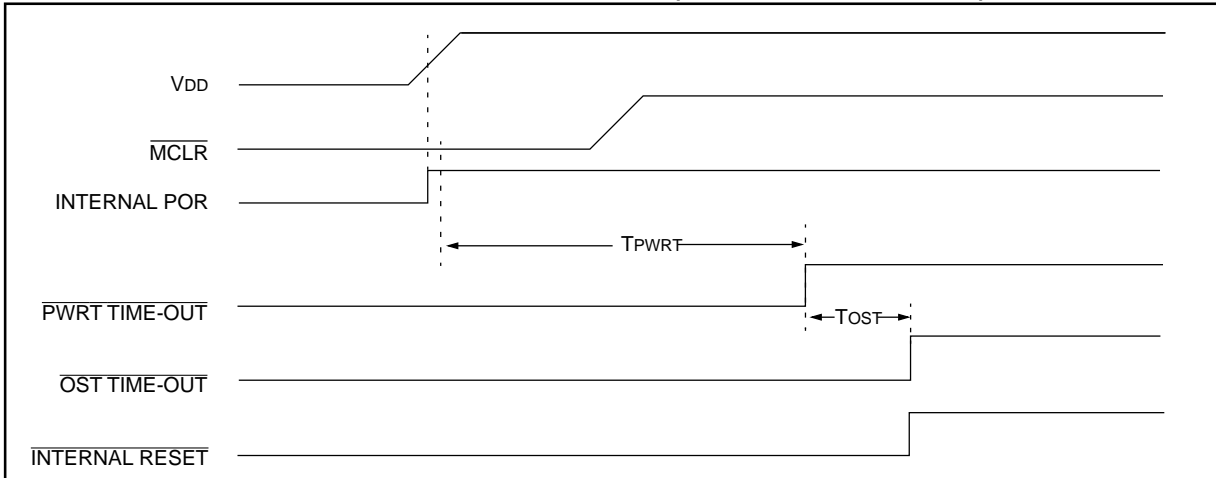 VDD
MCLR
INTERNAL POR
TPWRT
PWRT TIME-OUT
TOST
OST TIME-OUT
INTERNAL RESET